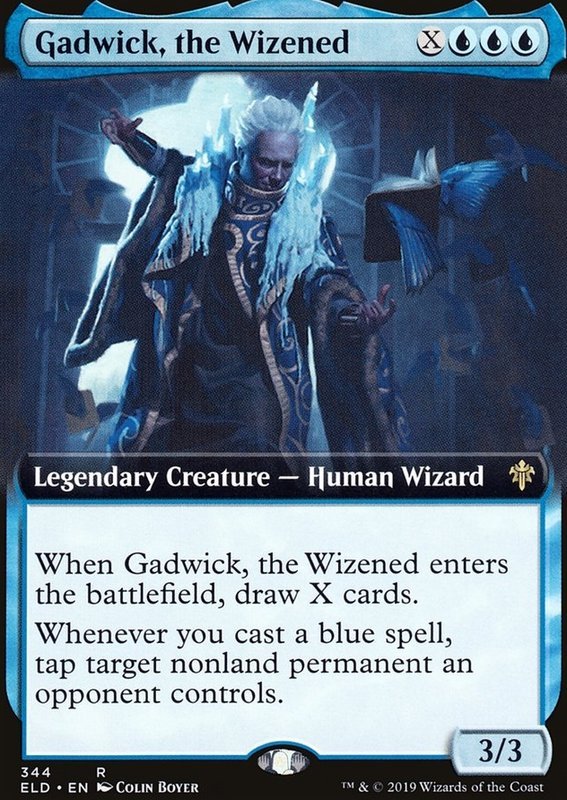 Gadwick, the Wizened X
Legendary Creature — Human Wizard
When Gadwick, the Wizened enters
the battlefield, draw X cards.
Whenever you cast a blue spell,
tap target nonland permanent an
opponent controls.
3/3
344 R
ELD • EN Colin Boyer
™ & © 2019 Wizards of the Coast